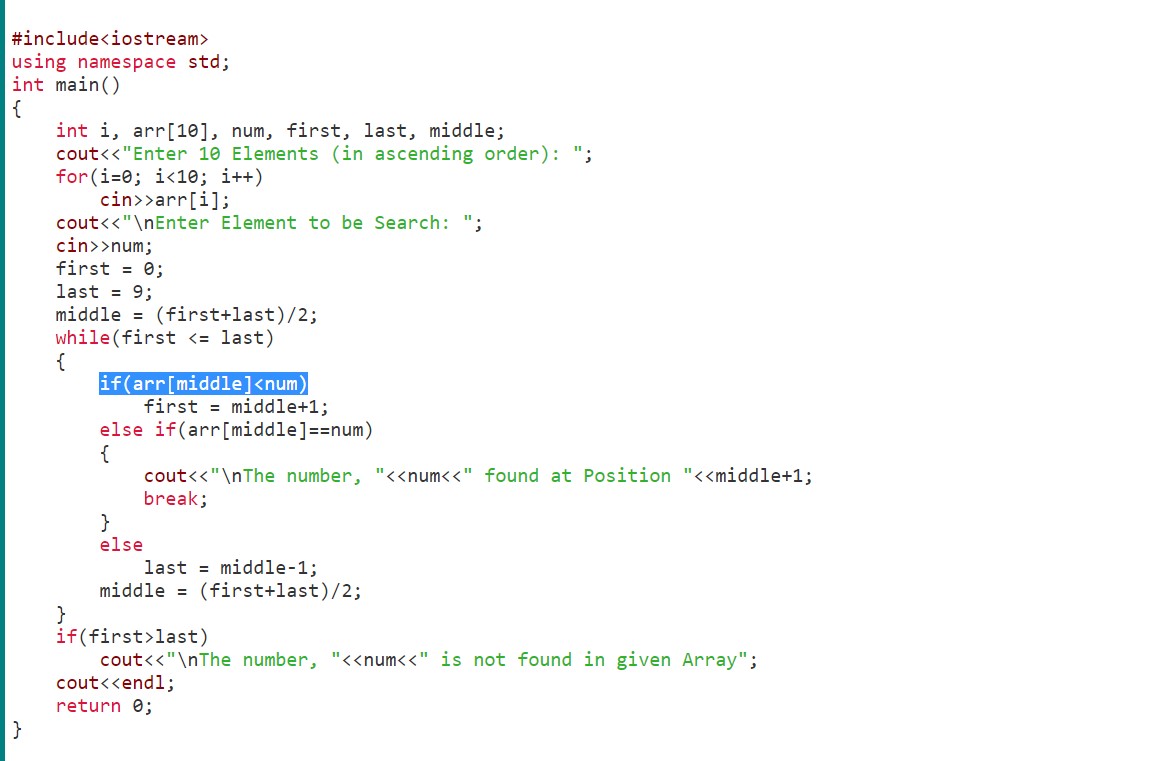 #include<iostream>
using namespace std;
int main()
{
    int i, arr[10], num, first, last, middle;
    cout<<"Enter 10 Elements (in ascending order): ";
    for(i=0; i<10; i++)
        cin>>arr[i];
    cout<<"\nEnter Element to be Search: ";
    cin>>num;
    first = 0;
    last = 9;
    middle = (first+last)/2;
    while(first <= last)
    {
        if(arr[middle]<num)
            first = middle+1;
        else if(arr[middle]==num)
        {
            cout<<"\nThe number, "<<num<<" found at Position "<<middle+1;
            break;
        }
        else
            last = middle-1;
        middle = (first+last)/2;
    }
    if(first>last)
        cout<<"\nThe number, "<<num<<" is not found in given Array";
    cout<<endl;
    return 0;
}